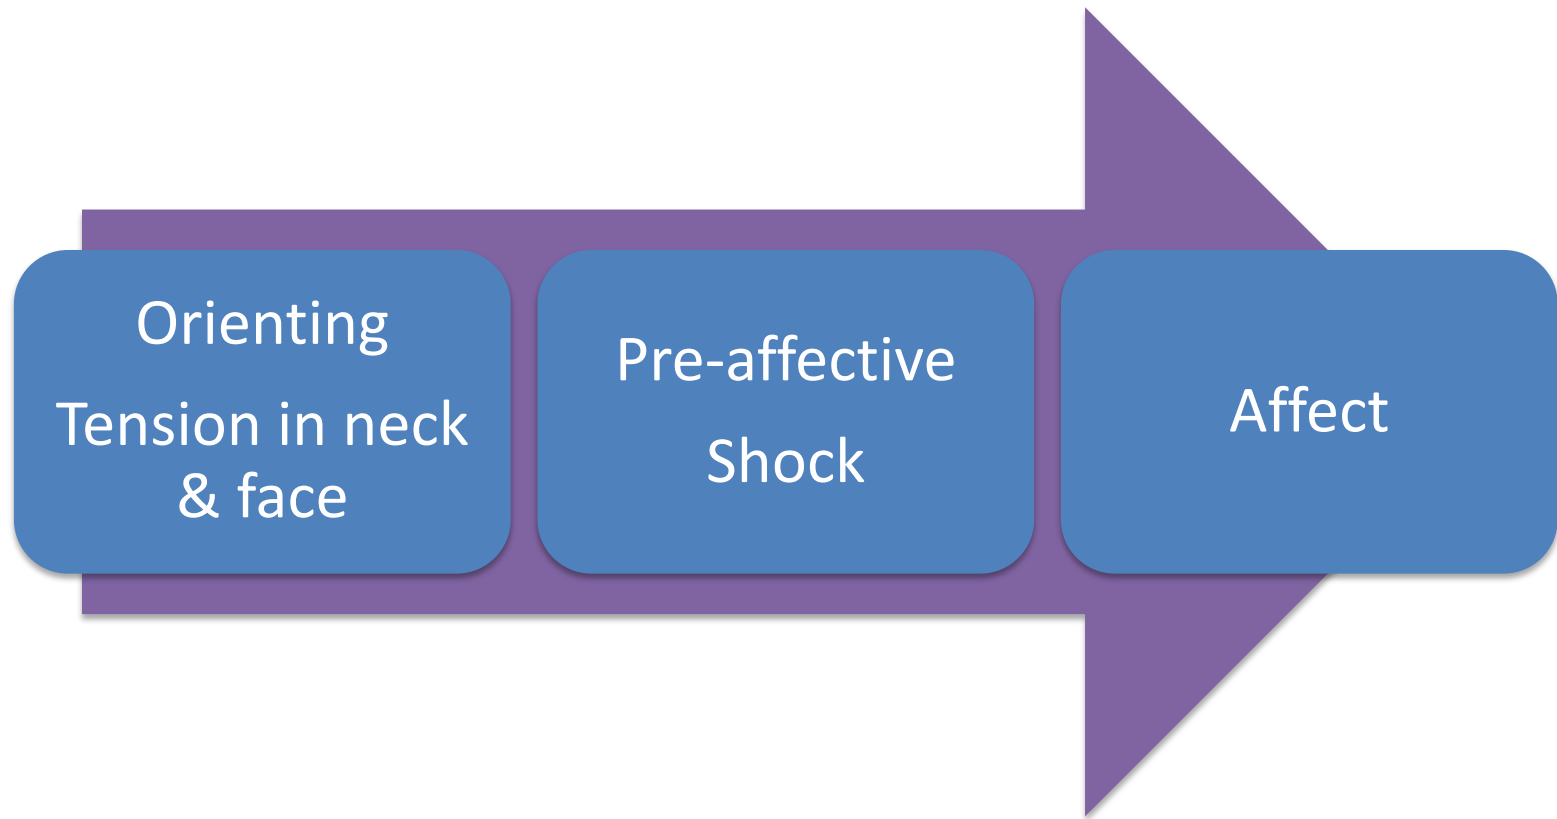 Orienting
Tension in neck
& face
Pre-affective
Shock
Affect